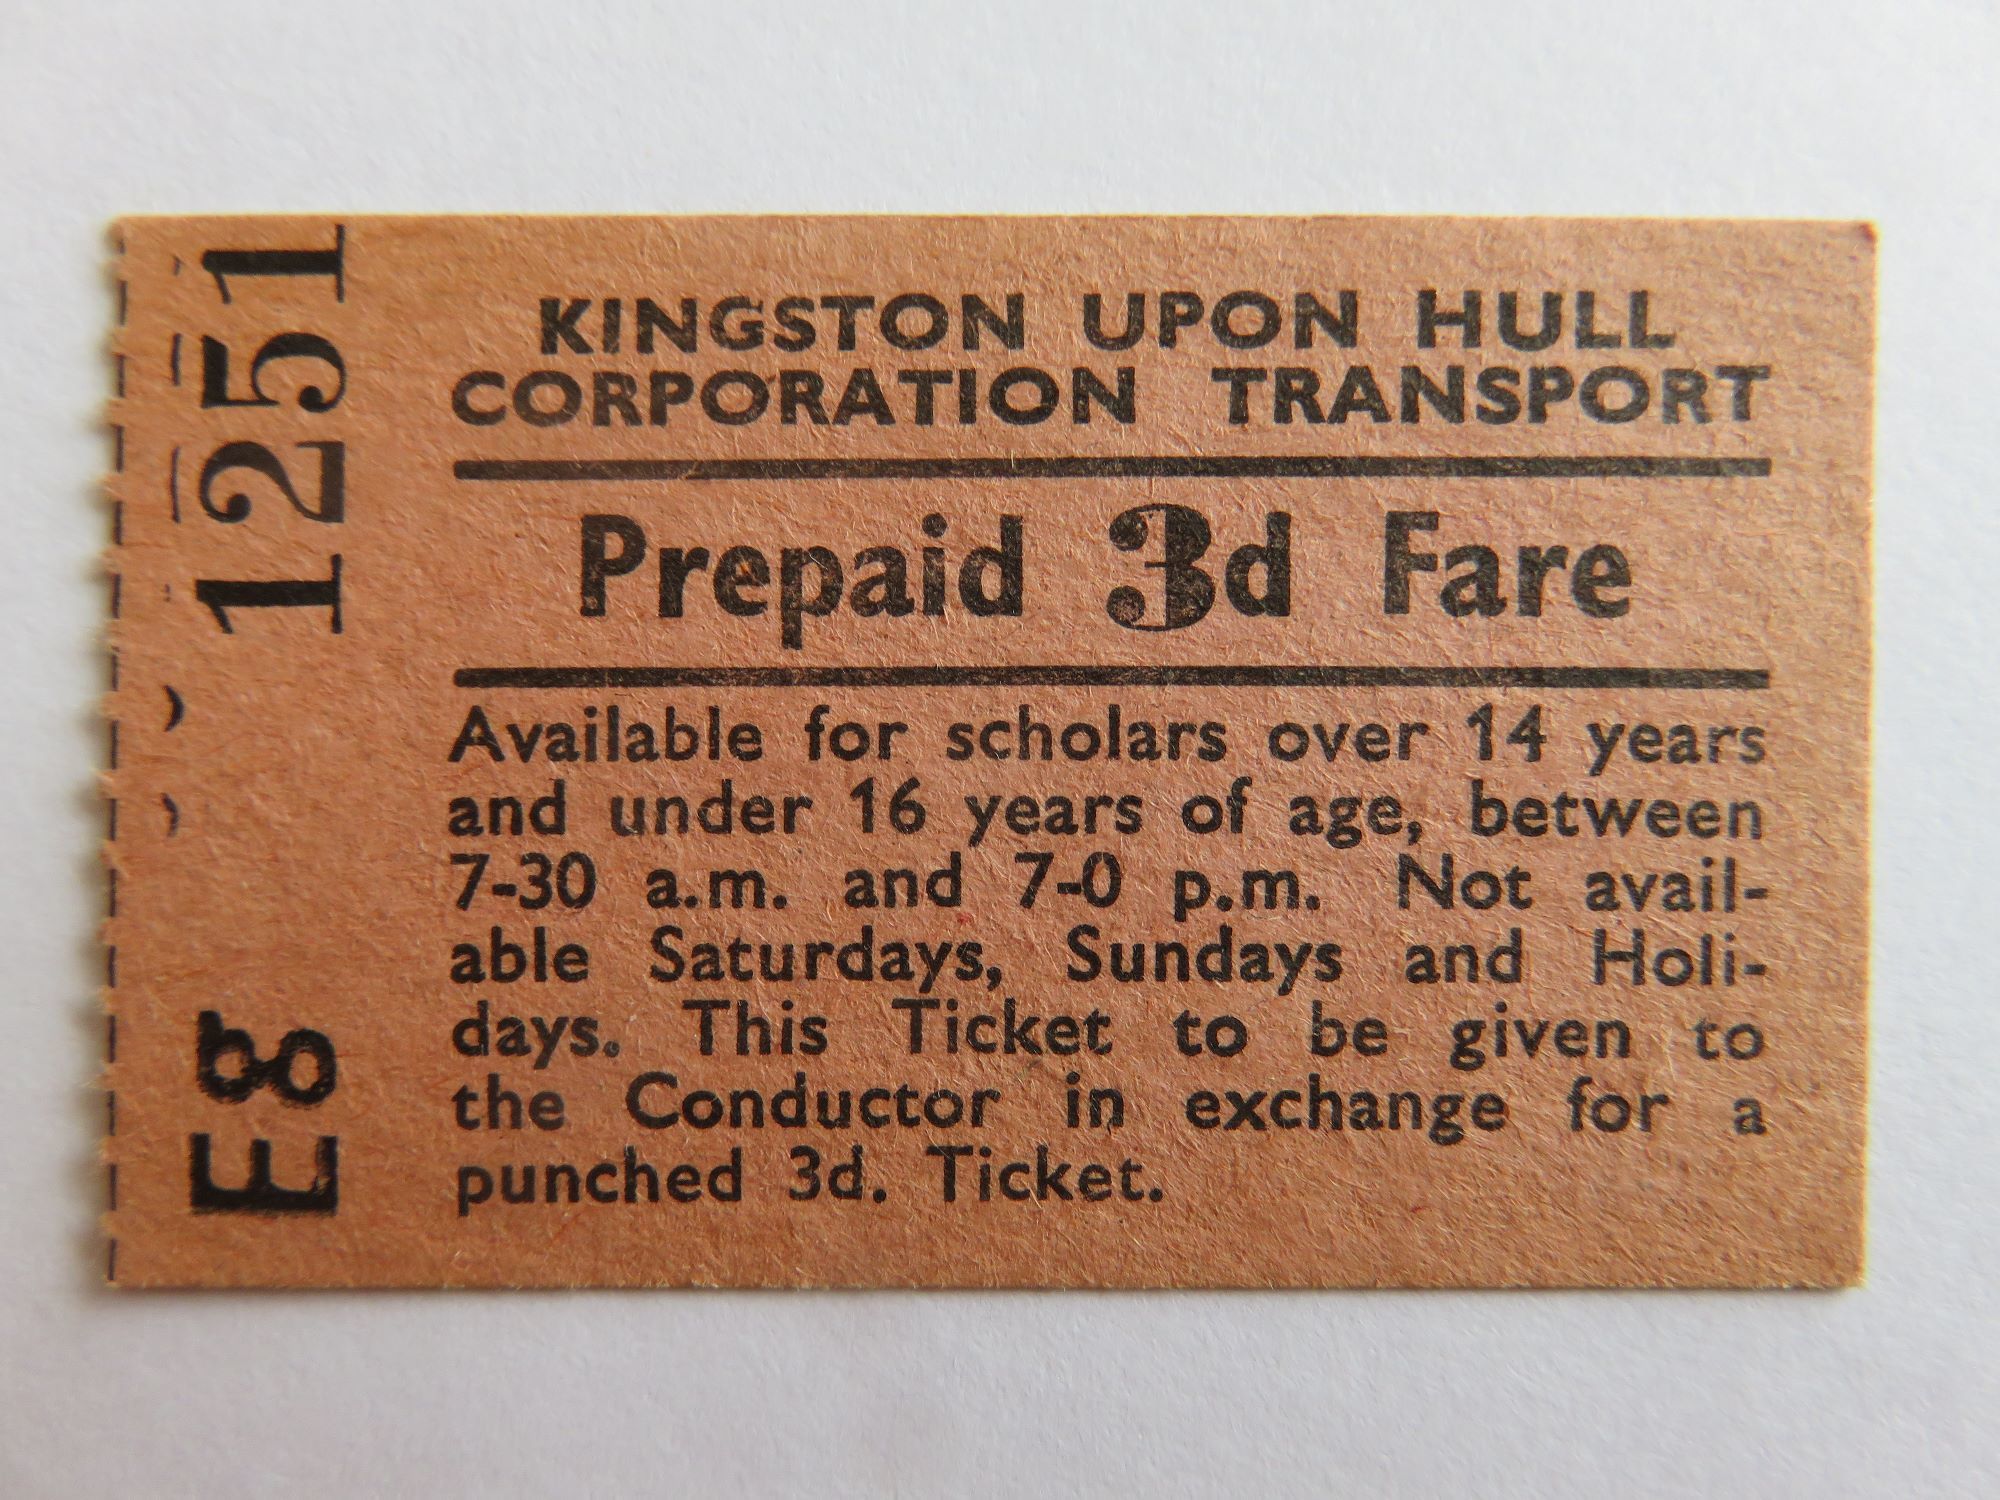 KINGSTON UPON HULL
CORPORATION TRANSPORT
Prepaid 3d Fare
Available for scholars over 14 years
and under 16 years of age, between
7-30 a.m. and 7-0 p.m. Not avail-
able Saturdays, Sundays and Holi-
days. This Ticket to be given to
the Conductor in exchange for a
punched 3d. Ticket.
E8 1251